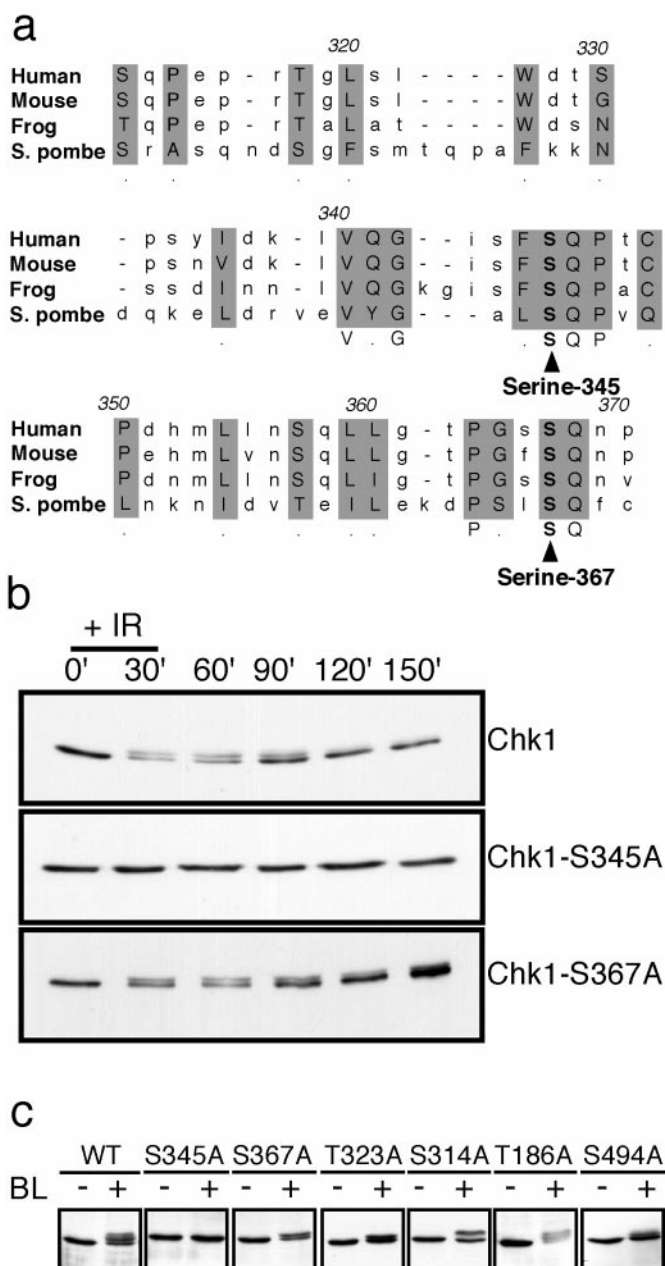 a
320 330
Human S q P e p - r T g L s l - - - - W d t S
Mouse S q P e p - r T g L s l - - - - W d t G
Frog T q P e p - r T a L a t - - - - W d s N
S. pombe S r A s q n d S g F s m t q p a F k k N
. . . . . .
340
Human - p s y I d k - l V Q G - - i s F S Q P t C
Mouse - p s n V d k - l V Q G - - i s F S Q P t C
Frog - s s d I n n - l V Q G k g i s F S Q P a C
S. pombe d q k e L d r v e V Y G - - - a L S Q P v Q
. V . G . S Q P .
Serine-345
350 360 370
Human P d h m L l n S q L L g - t P G s S Q n p
Mouse P e h m L v n S q L L g - t P G f S Q n p
Frog P d n m L l n S q L I g - t P G s S Q n v
S. pombe L n k n I d v T e I L e k d P S l S Q f c
. . . . . P . S Q
Serine-367
b
+ IR
0' 30' 60' 90' 120' 150'
Chk1
Chk1-S345A
Chk1-S367A
c
WT S345A S367A T323A S314A T186A S494A
BL - + - + - + - + - + - + - +